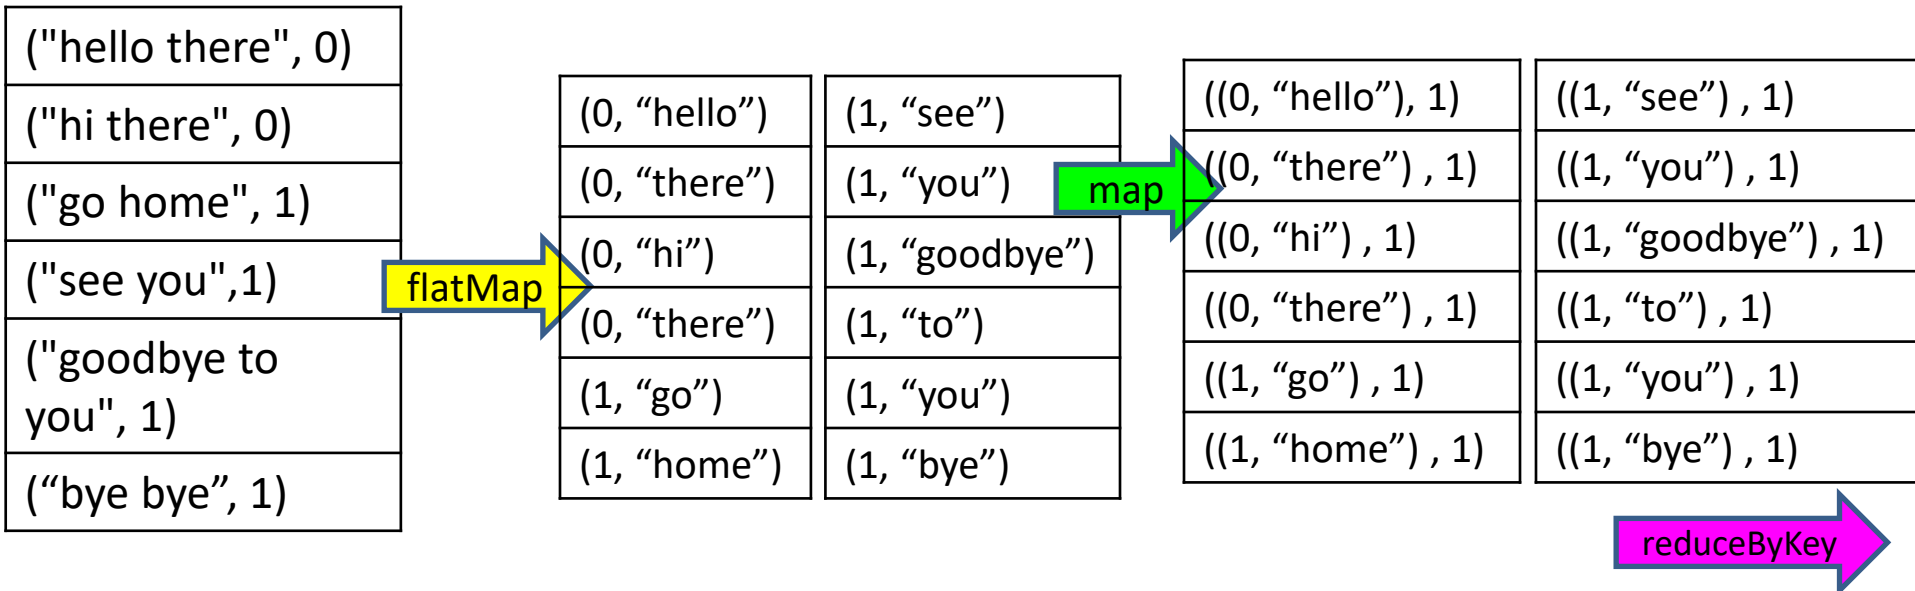 ("hello there", 0)
("hi there", 0)
("go home", 1)
("see you",1)
("goodbye to
you", 1)
(“bye bye”, 1)
flatMap
(0, “hello”)
(0, “there”)
(0, “hi”)
(0, “there”)
(1, “go”)
(1, “home”)
(1, “see”)
(1, “you”)
(1, “goodbye”)
(1, “to”)
(1, “you”)
(1, “bye”)
map
((0, “hello”), 1)
((0, “there”) , 1)
((0, “hi”) , 1)
((0, “there”) , 1)
((1, “go”) , 1)
((1, “home”) , 1)
((1, “see”) , 1)
((1, “you”) , 1)
((1, “goodbye”) , 1)
((1, “to”) , 1)
((1, “you”) , 1)
((1, “bye”) , 1)
reduceByKey